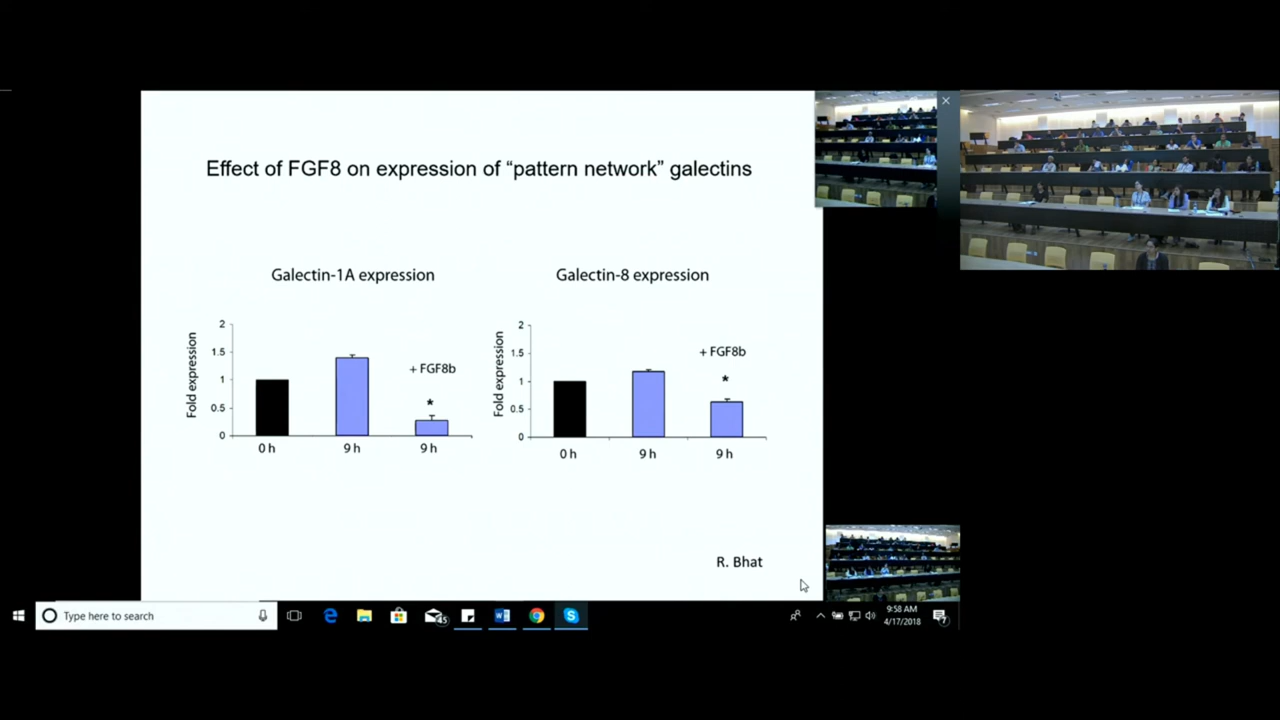 Effect of FGF8 on expression of “pattern network” galectins
Galectin-1A expression
Fold expression
2
1.5
1
0.5
0
+ FGF8b
*
0 h
9 h
9 h
Galectin-8 expression
Fold expression
2
1.5
1
0.5
0
+ FGF8b
*
0 h
9 h
9 h
R. Bhat
Type here to search
45
9:58 AM
4/17/2018
7